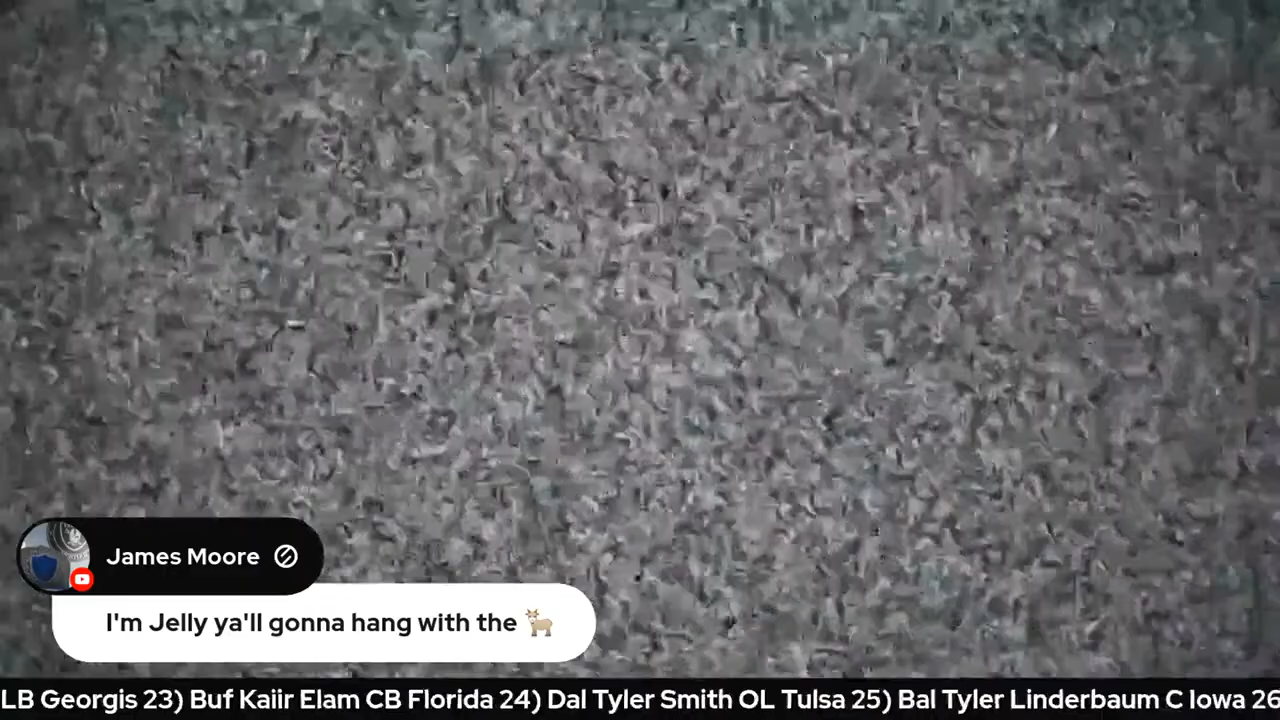 James Moore
I'm Jelly ya'll gonna hang with the 🐐
LB Georgis 23) Buf Kaiir Elam CB Florida 24) Dal Tyler Smith OL Tulsa 25) Bal Tyler Linderbaum C Iowa 26